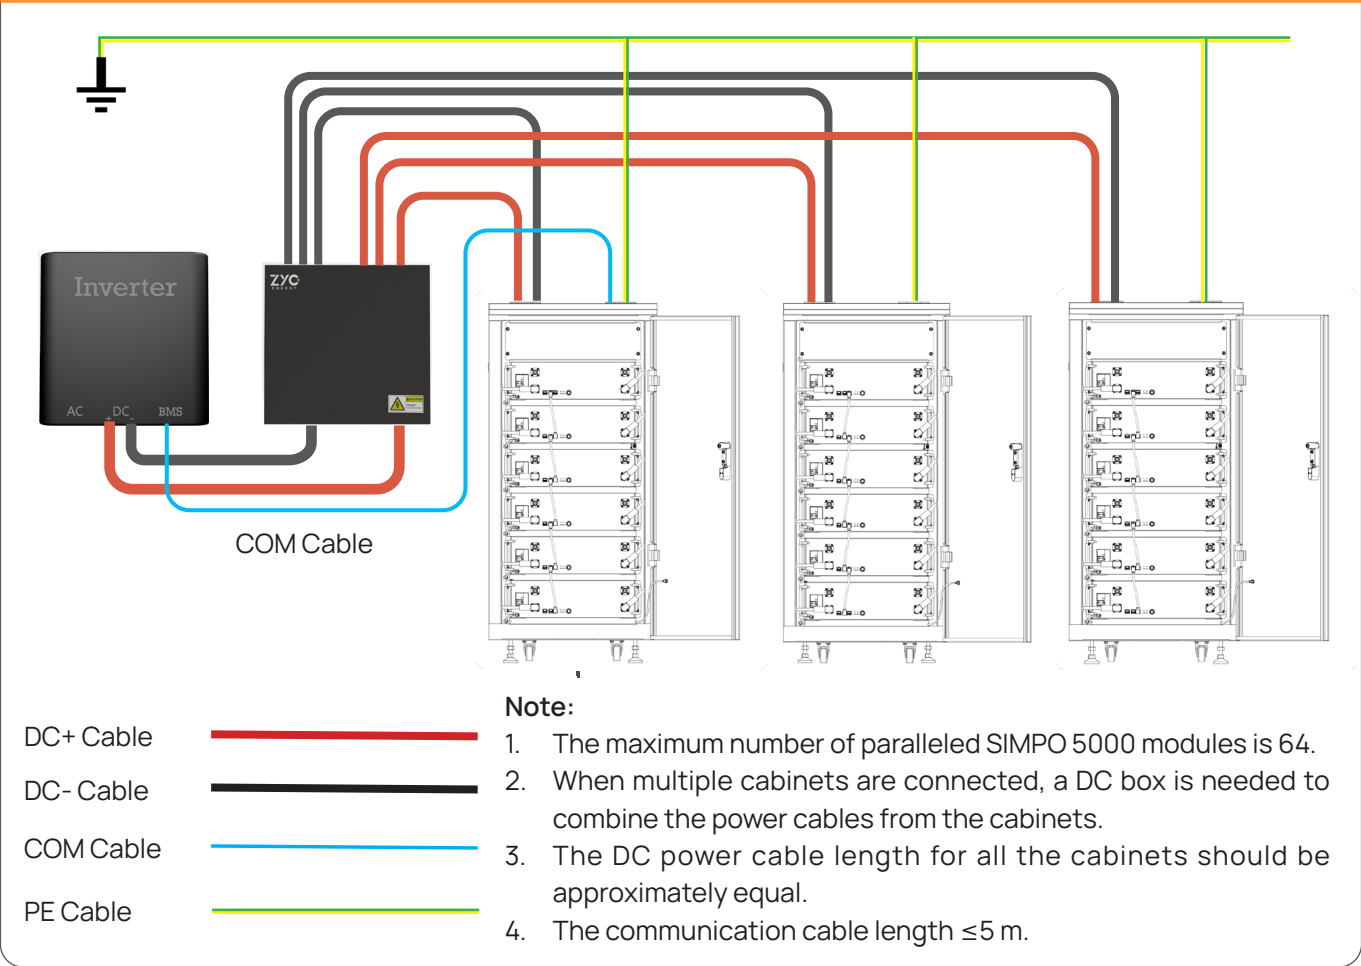 ZYC
ENERGY
Inverter
AC
DC
BMS
+
-
COM Cable
Note:
DC+ Cable
1. The maximum number of paralleled SIMPO 5000 modules is 64.
DC- Cable
2. When multiple cabinets are connected, a DC box is needed to
combine the power cables from the cabinets.
COM Cable
3. The DC power cable length for all the cabinets should be
approximately equal.
PE Cable
4. The communication cable length ≤5 m.